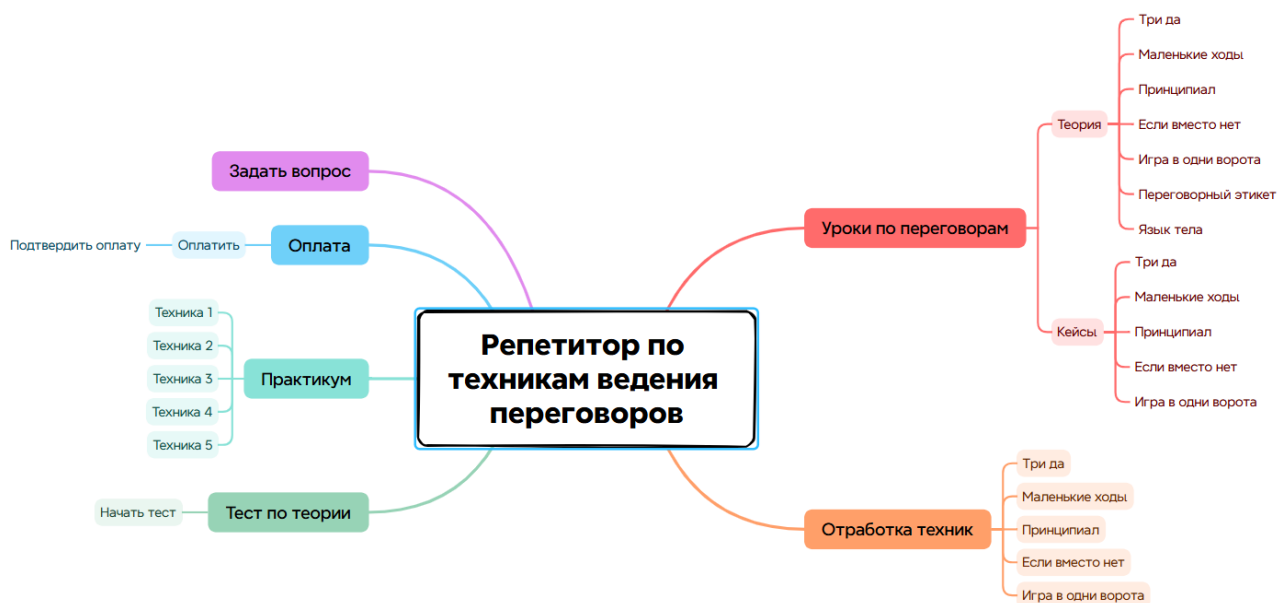 Репетитор по
техникам ведения
переговоров
Уроки по переговорам
Теория
Три да
Маленькие ходы
Принципиал
Если вместо нет
Игра в одни ворота
Переговорный этикет
Язык тела
Кейсы
Три да
Маленькие ходы
Принципиал
Если вместо нет
Игра в одни ворота
Отработка техник
Три да
Маленькие ходы
Принципиал
Если вместо нет
Игра в одни ворота
Задать вопрос
Оплата
Оплатить
Подтвердить оплату
Практикум
Техника 1
Техника 2
Техника 3
Техника 4
Техника 5
Тест по теории
Начать тест